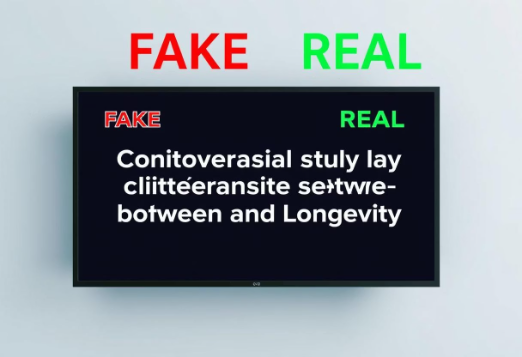 FAKE REAL
FAKE REAL
Conitoverasial stuly lay
botween and Longevity